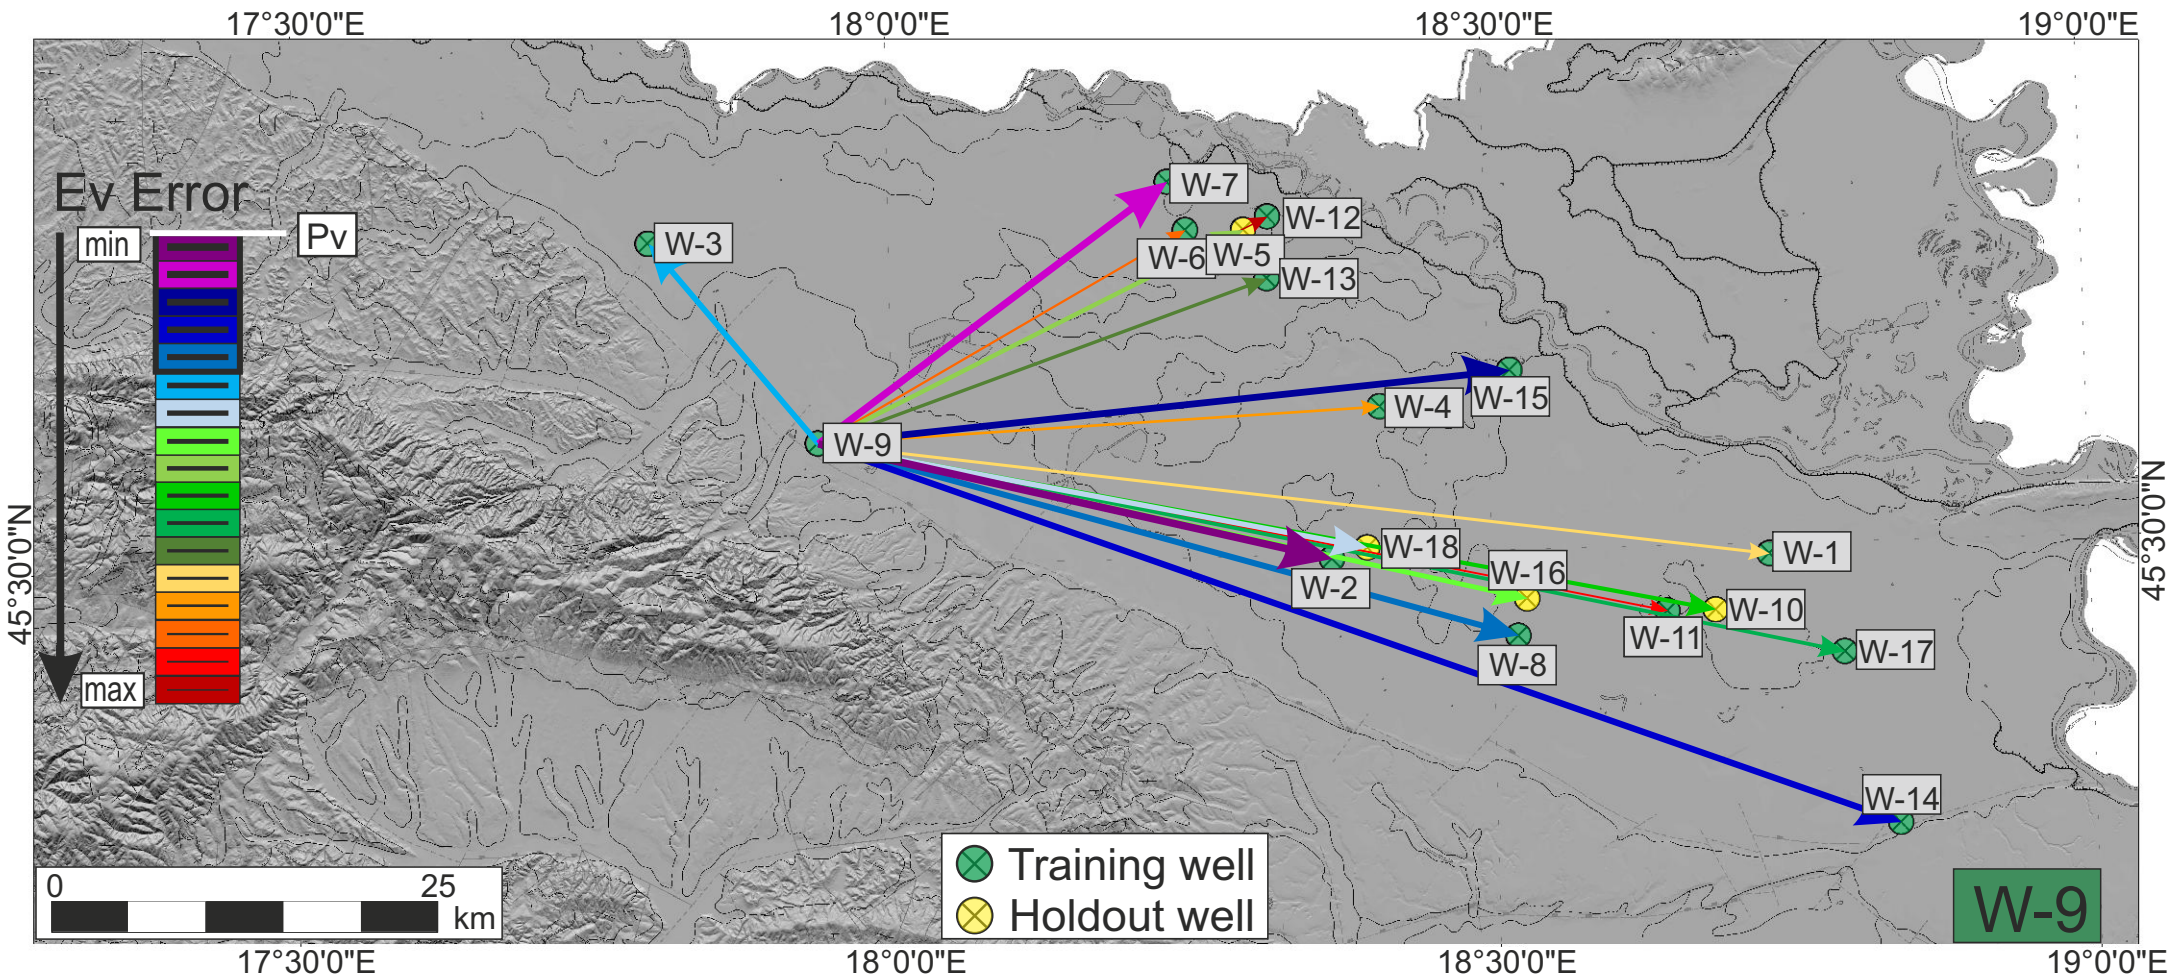 17°30'0"E 18°0'0"E 18°30'0"E 19°0'0"E
Ev Error
min
Pv
max
W-7
W-12
W-3
W-6
W-5
W-13
W-15
W-4
W-9
W-18
W-1
W-16
W-2
W-10
W-11
W-17
W-8
W-14
45°30'0"N
45°30'0"N
0 25
km
Training well
Holdout well
W-9
17°30'0"E 18°0'0"E 18°30'0"E 19°0'0"E